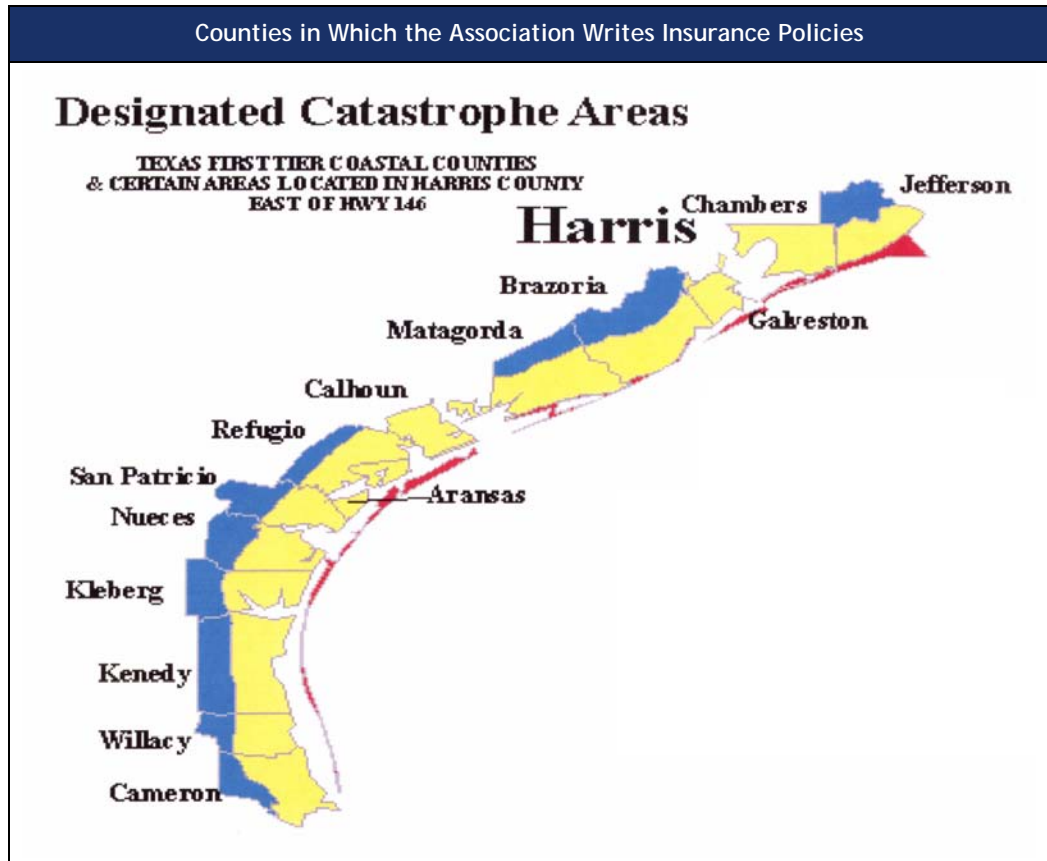 Counties in Which the Association Writes Insurance Policies
Designated Catastrophe Areas
TEXAS FIRST TIER COASTAL COUNTIES
& CERTAIN AREAS LOCATED IN HARRIS COUNTY
EAST OF HWY 146
Jefferson
Chambers
Harris
Brazoria
Galveston
Matagorda
Calhoun
Refugio
San Patricio
Aransas
Nueces
Kleberg
Kenedy
Willacy
Cameron